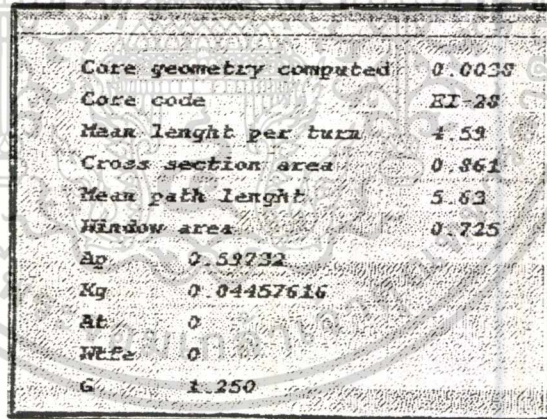 Core geometry computed 0.0038
Core code EI-28
Mean lenght per turn 4.59
Cross section area 0.861
Mean path lenght 5.63
Window area 0.725
Ap 0.59732
Kg 0.04457616
At 0
Wtfe 0
G 1.250